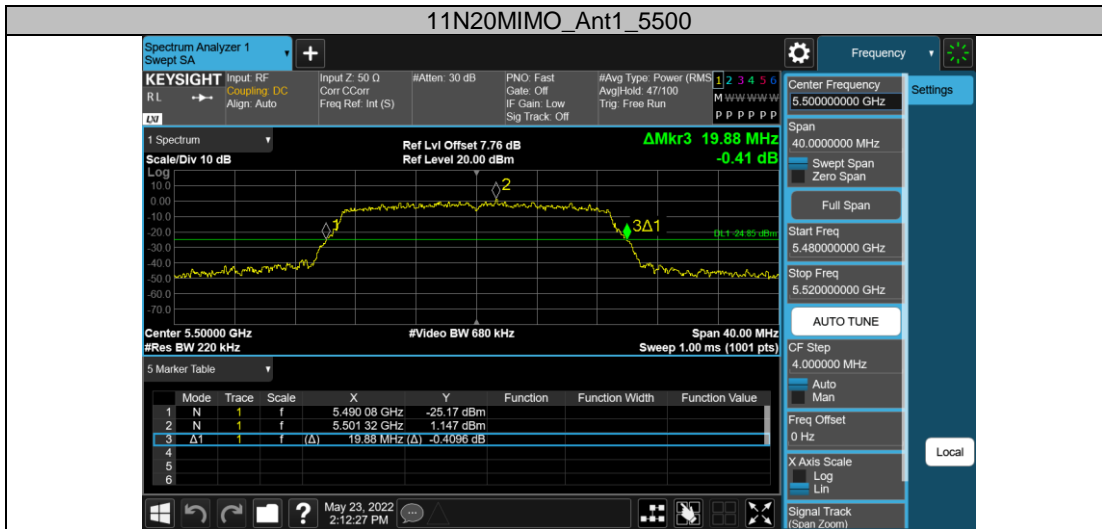 11N20MIMO_Ant1_5500
Spectrum Analyzer 1
Swept SA
+
Frequency
KEYSIGHT
RL
LXI
Input: RF
Coupling: DC
Align: Auto
Input Z: 50 Ω
Corr CCorr
Freq Ref: Int (S)
#Atten: 30 dB
PNO: Fast
Gate: Off
IF Gain: Low
Sig Track: Off
#Avg Type: Power (RMS
Avg|Hold: 47/100
Trig: Free Run
1 2 3 4 5 6
M W W W W W
P P P P P P
1 Spectrum
Scale/Div 10 dB
Ref Lvl Offset 7.76 dB
Ref Level 20.00 dBm
ΔMkr3 19.88 MHz
-0.41 dB
Log
10.0
0.00
-10.0
-20.0
-30.0
-40.0
-50.0
-60.0
-70.0
1
2
3Δ1
DL1 -24.85 dBm
Center 5.50000 GHz
#Res BW 220 kHz
#Video BW 680 kHz
Span 40.00 MHz
Sweep 1.00 ms (1001 pts)
5 Marker Table
Mode Trace Scale X Y Function Function Width Function Value
1 N 1 f 5.490 08 GHz -25.17 dBm
2 N 1 f 5.501 32 GHz 1.147 dBm
3 Δ1 1 f (Δ) 19.88 MHz (Δ) -0.4096 dB
4
5
6
?
May 23, 2022
2:12:27 PM
Center Frequency
5.500000000 GHz
Span
40.0000000 MHz
Swept Span
Zero Span
Full Span
Start Freq
5.480000000 GHz
Stop Freq
5.520000000 GHz
AUTO TUNE
CF Step
4.000000 MHz
Auto
Man
Freq Offset
0 Hz
X Axis Scale
Log
Lin
Signal Track
(Span Zoom)
Settings
Local